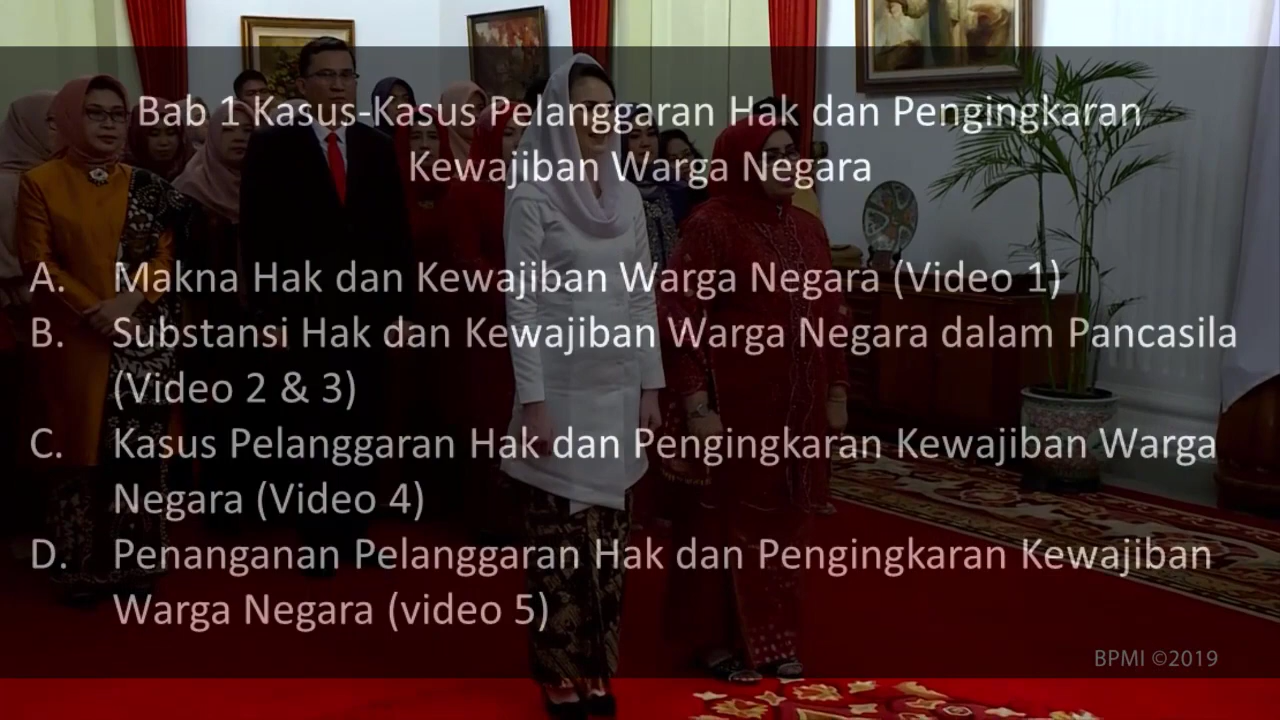 Bab 1 Kasus-Kasus Pelanggaran Hak dan Pengingkaran
Kewajiban Warga Negara
A. Makna Hak dan Kewajiban Warga Negara (Video 1)
B. Substansi Hak dan Kewajiban Warga Negara dalam Pancasila
(Video 2 & 3)
C. Kasus Pelanggaran Hak dan Pengingkaran Kewajiban Warga
Negara (Video 4)
D. Penanganan Pelanggaran Hak dan Pengingkaran Kewajiban
Warga Negara (video 5)
BPMI ©2019